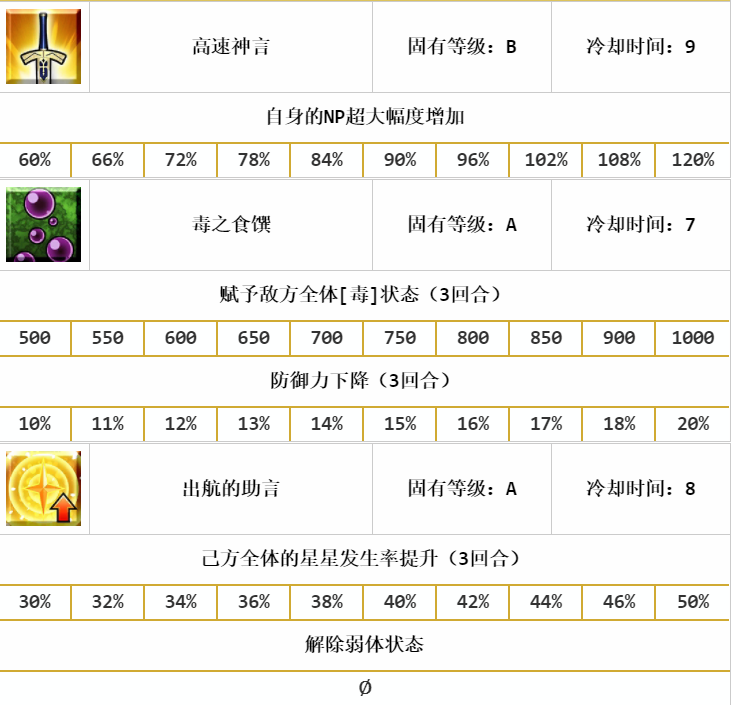 高速神言 固有等级：B 冷却时间：9
自身的NP超大幅度增加
60% 66% 72% 78% 84% 90% 96% 102% 108% 120%
毒之食馔 固有等级：A 冷却时间：7
赋予敌方全体[毒]状态（3回合）
500 550 600 650 700 750 800 850 900 1000
防御力下降（3回合）
10% 11% 12% 13% 14% 15% 16% 17% 18% 20%
出航的助言 固有等级：A 冷却时间：8
己方全体的星星发生率提升（3回合）
30% 32% 34% 36% 38% 40% 42% 44% 46% 50%
解除弱体状态
∅